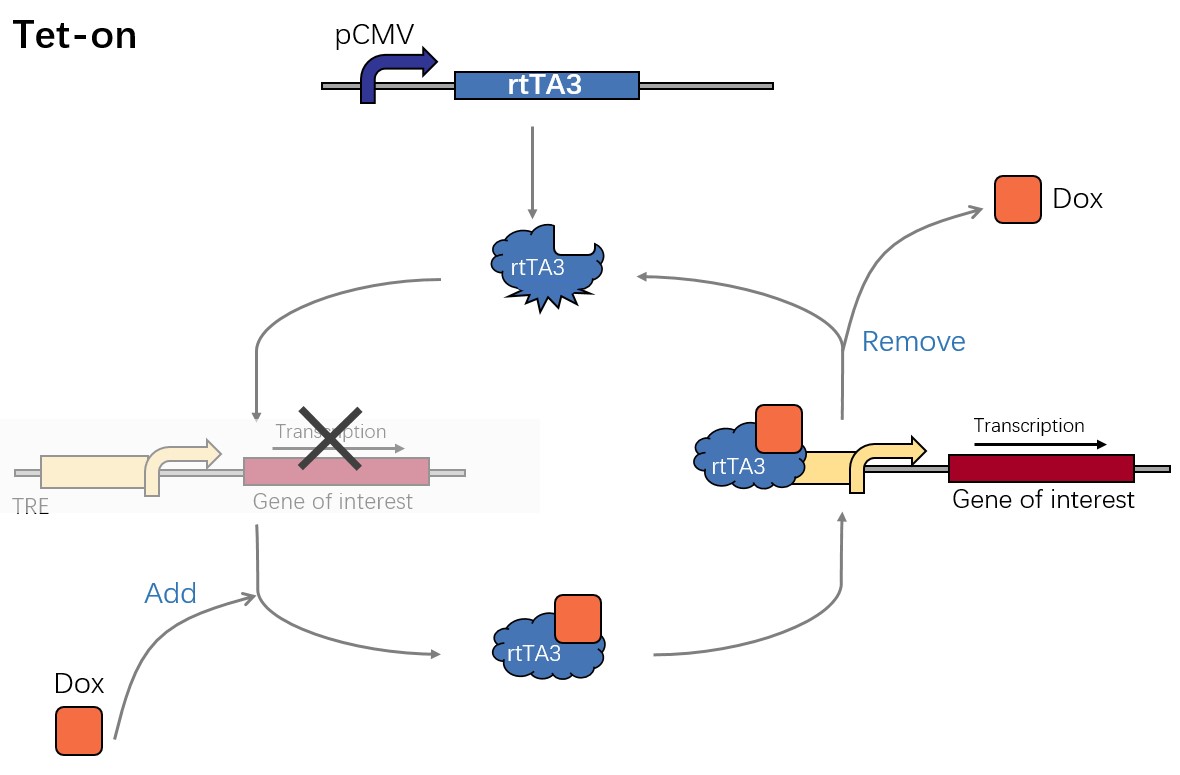 Tet-on
pCMV
rtTA3
Dox
rtTA3
Remove
Transcription
Transcription
rtTA3
TRE
Gene of interest
Gene of interest
Add
rtTA3
Dox